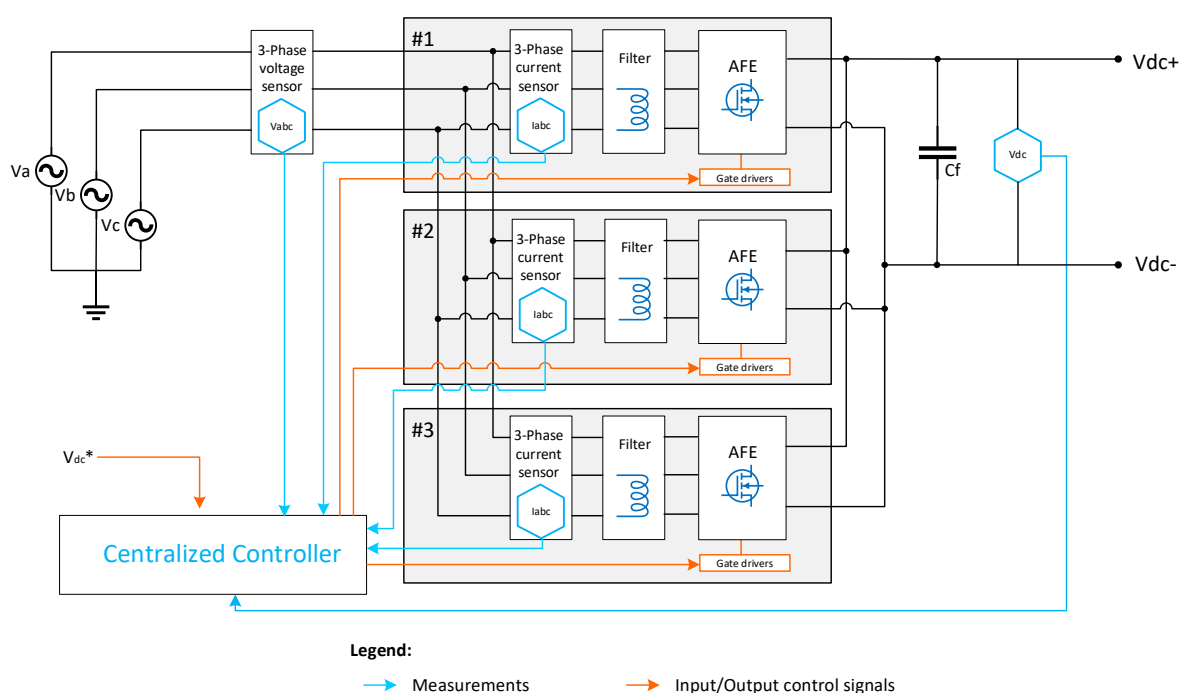 #1
3-Phase
voltage
sensor
Vabc
3-Phase
current
sensor
Iabc
Filter
AFE
Gate drivers
Vdc+
Cf
Vdc
Va
Vb
Vc
#2
3-Phase
current
sensor
Iabc
Filter
AFE
Gate drivers
Vdc-
#3
3-Phase
current
sensor
Iabc
Filter
AFE
Gate drivers
Vdc*
Centralized Controller
Legend:
Measurements
Input/Output control signals